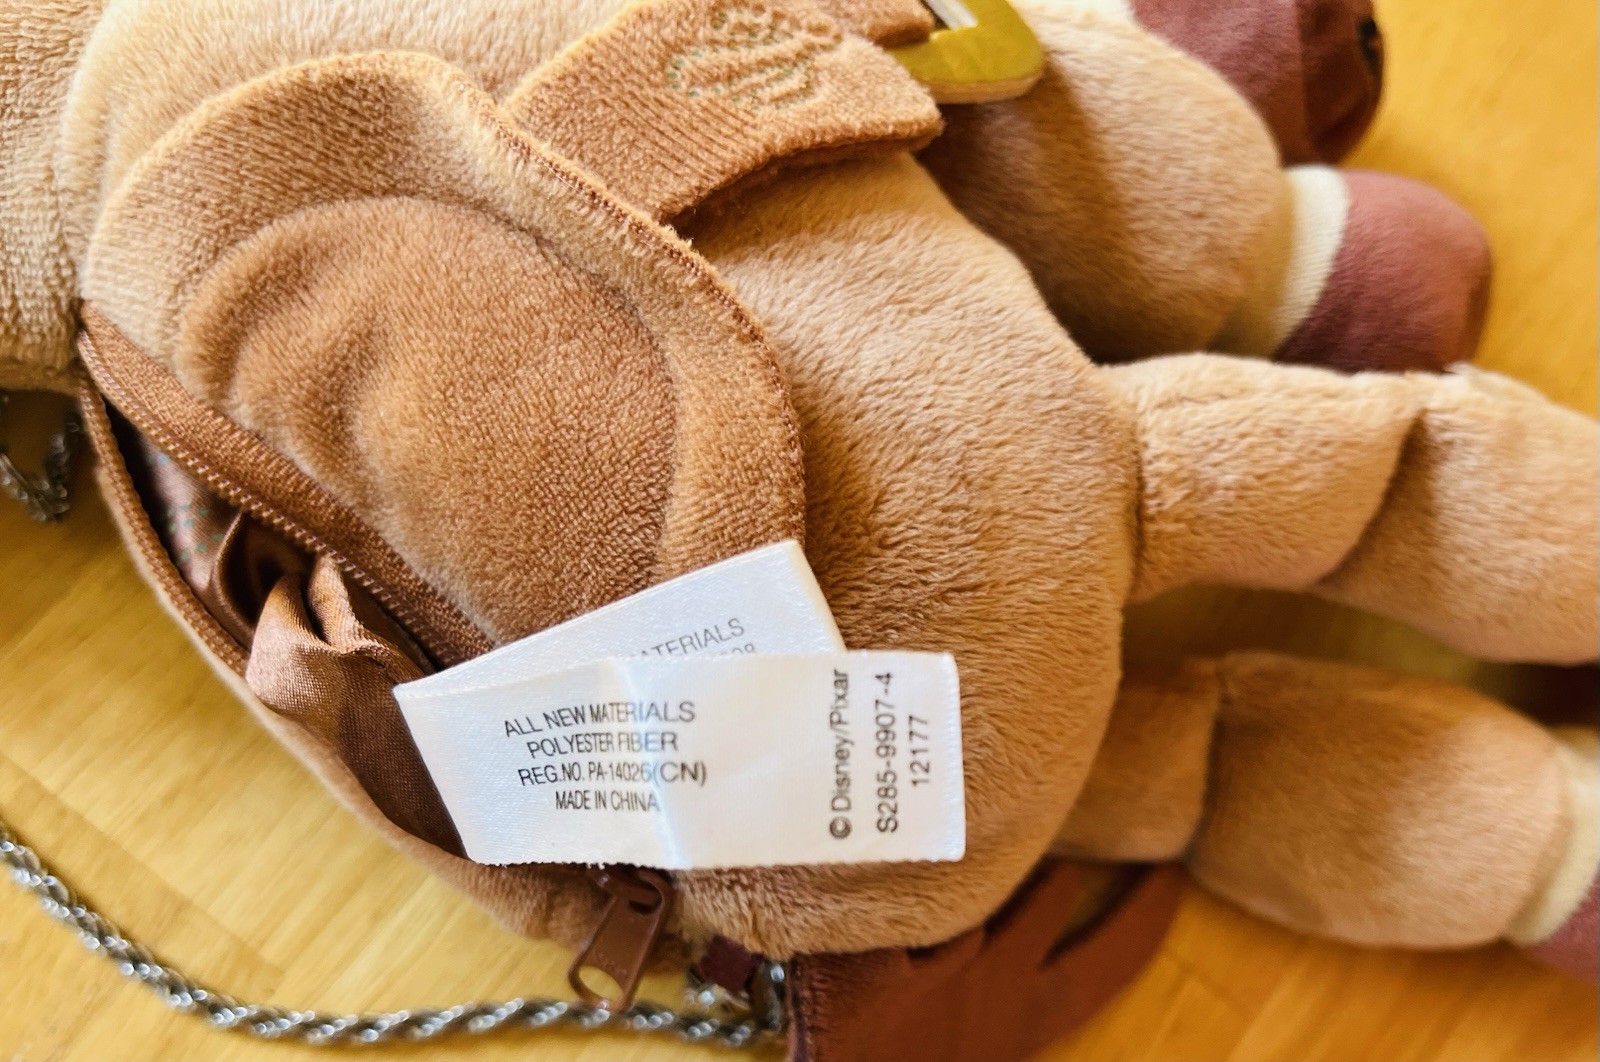 MATERIALS
ALL NEW MATERIALS
POLYESTER FIBER
REG.NO. PA-14026(CN)
MADE IN CHINA
©Disney/Pixar
S285-9907-4
12177